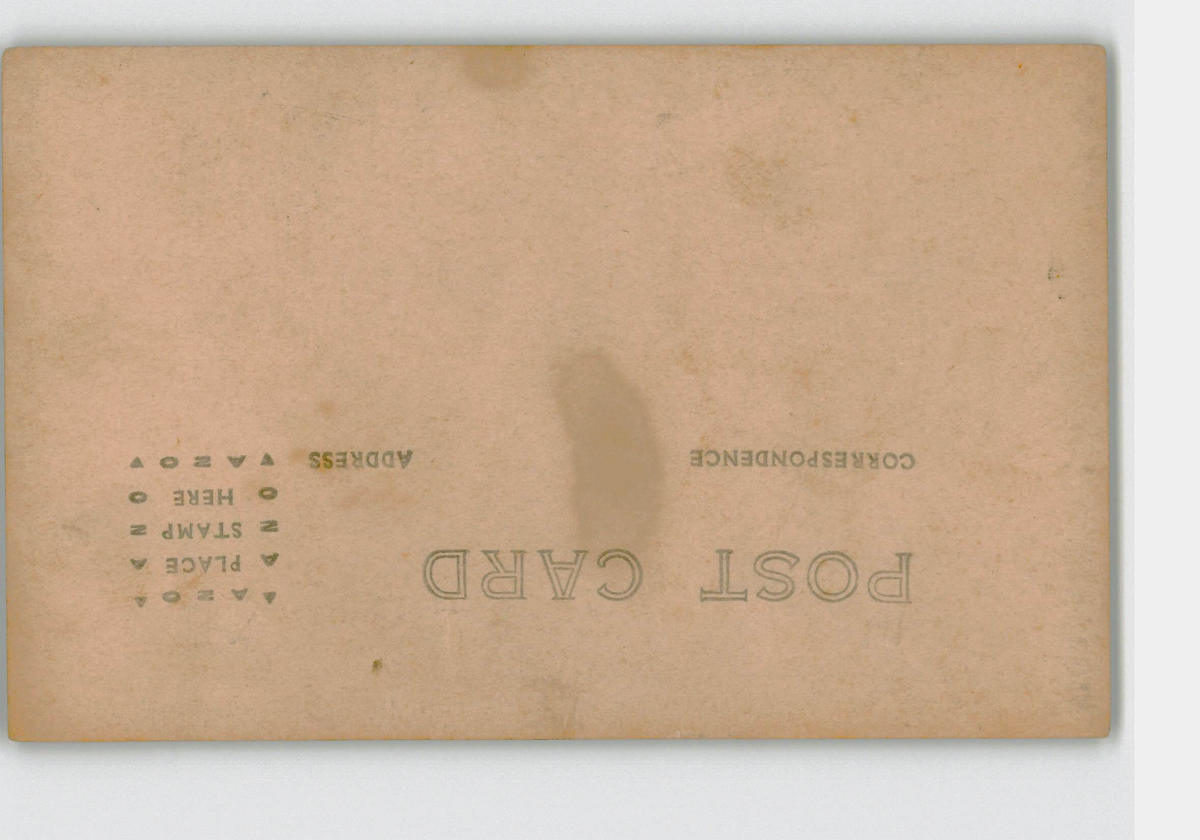 POST CARD
CORRESPONDENCE ADDRESS
▲ A Z O ▲
A PLACE A
Z STAMP Z
O HERE O
▲ A Z O ▲